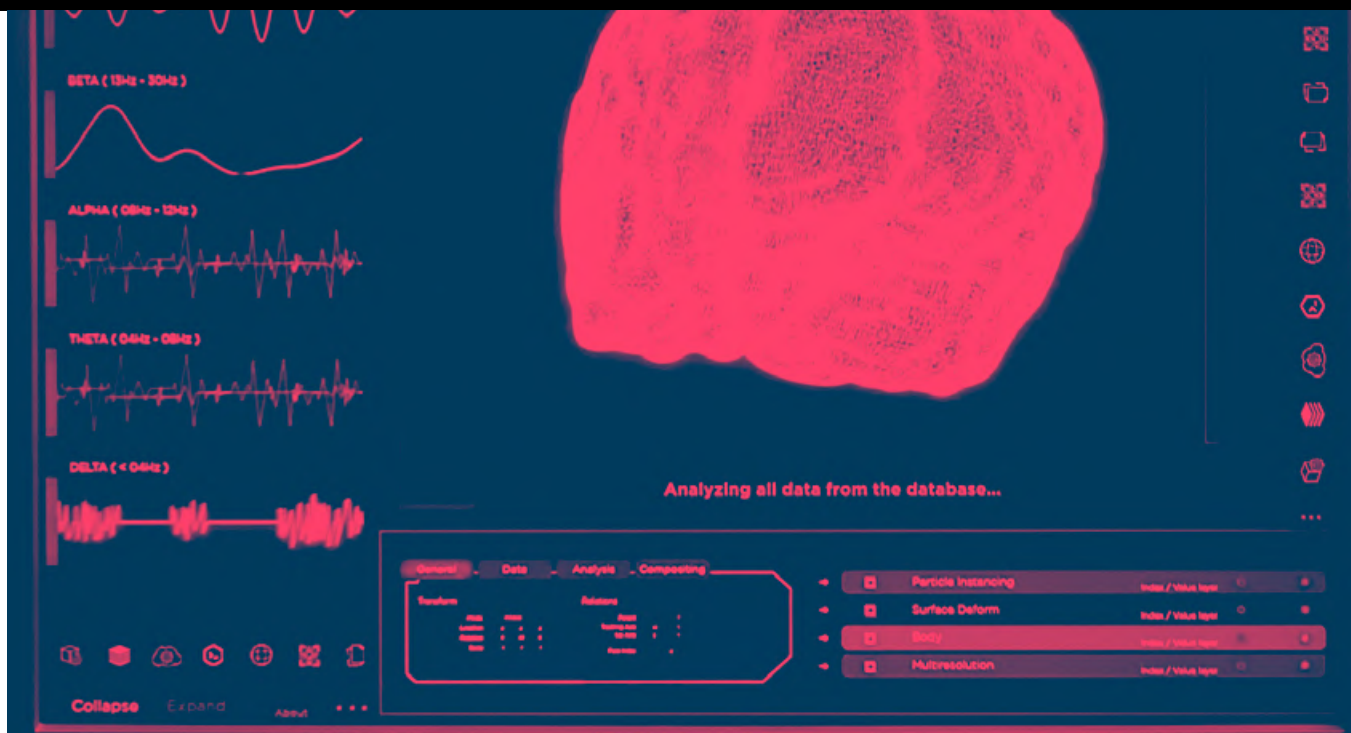 BETA ( 13Hz - 30Hz )
ALPHA ( 08Hz - 12Hz )
THETA ( 04Hz - 08Hz )
DELTA ( < 04Hz )
Analyzing all data from the database...
General Data Analysis Compositing
Transform Relations
Particle Instancing Index / Value layer
Surface Deform Index / Value layer
Body Index / Value layer
Multiresolution Index / Value layer
Collapse Expand About